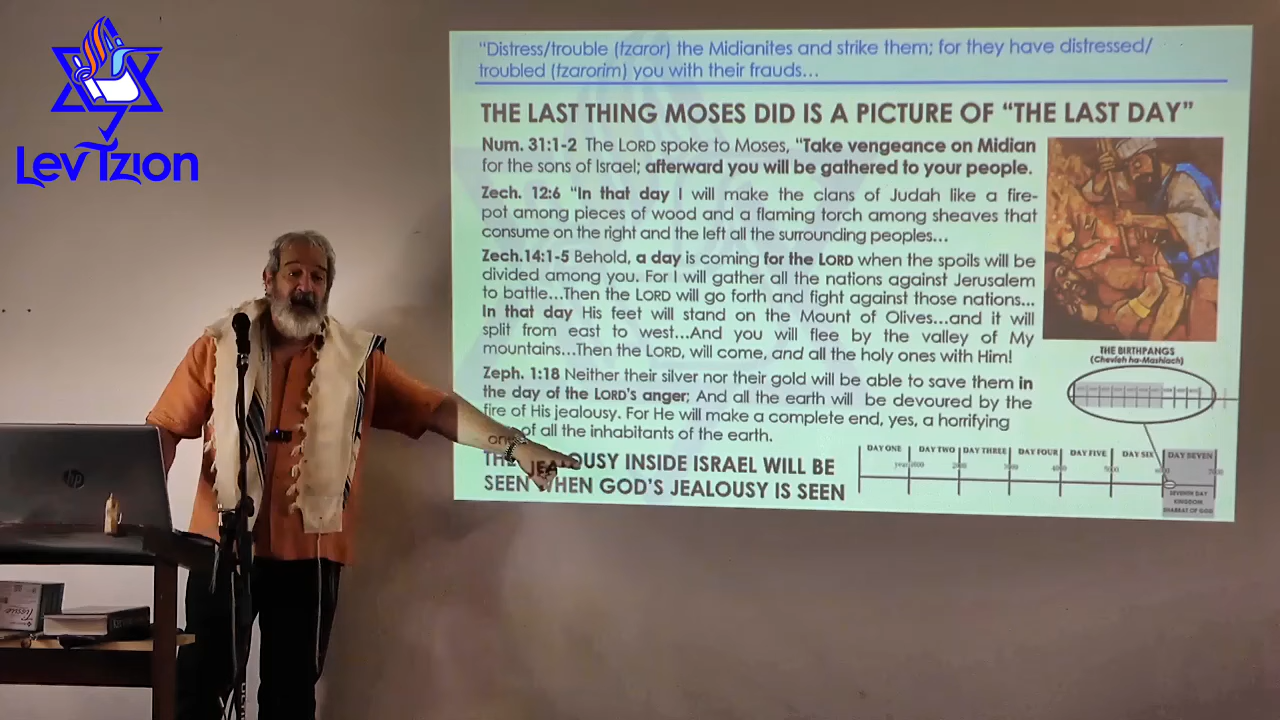 Lev Tzion
"Distress/trouble (tzaror) the Midianites and strike them; for they have distressed/
troubled (tzarorim) you with their frauds…
THE LAST THING MOSES DID IS A PICTURE OF "THE LAST DAY"
Num. 31:1-2 The LORD spoke to Moses, "Take vengeance on Midian
for the sons of Israel; afterward you will be gathered to your people.
Zech. 12:6 "In that day I will make the clans of Judah like a fire-
pot among pieces of wood and a flaming torch among sheaves that
consume on the right and the left all the surrounding peoples…
Zech.14:1-5 Behold, a day is coming for the LORD when the spoils will be
divided among you. For I will gather all the nations against Jerusalem
to battle…Then the LORD will go forth and fight against those nations…
In that day His feet will stand on the Mount of Olives…and it will
split from east to west…And you will flee by the valley of My
mountains…Then the LORD, will come, and all the holy ones with Him!
Zeph. 1:18 Neither their silver nor their gold will be able to save them in
the day of the LORD's anger; And all the earth will be devoured by the
fire of His jealousy. For He will make a complete end, yes, a horrifying
of all the inhabitants of the earth.
THE JEALOUSY INSIDE ISRAEL WILL BE
SEEN WHEN GOD'S JEALOUSY IS SEEN
THE BIRTHPANGS
(Chevleh ha-Mashiach)
DAY ONE DAY TWO DAY THREE DAY FOUR DAY FIVE DAY SIX DAY SEVEN
SEVENTH DAY
KINGDOM
SHABBAT OF GOD
hp
Tissue